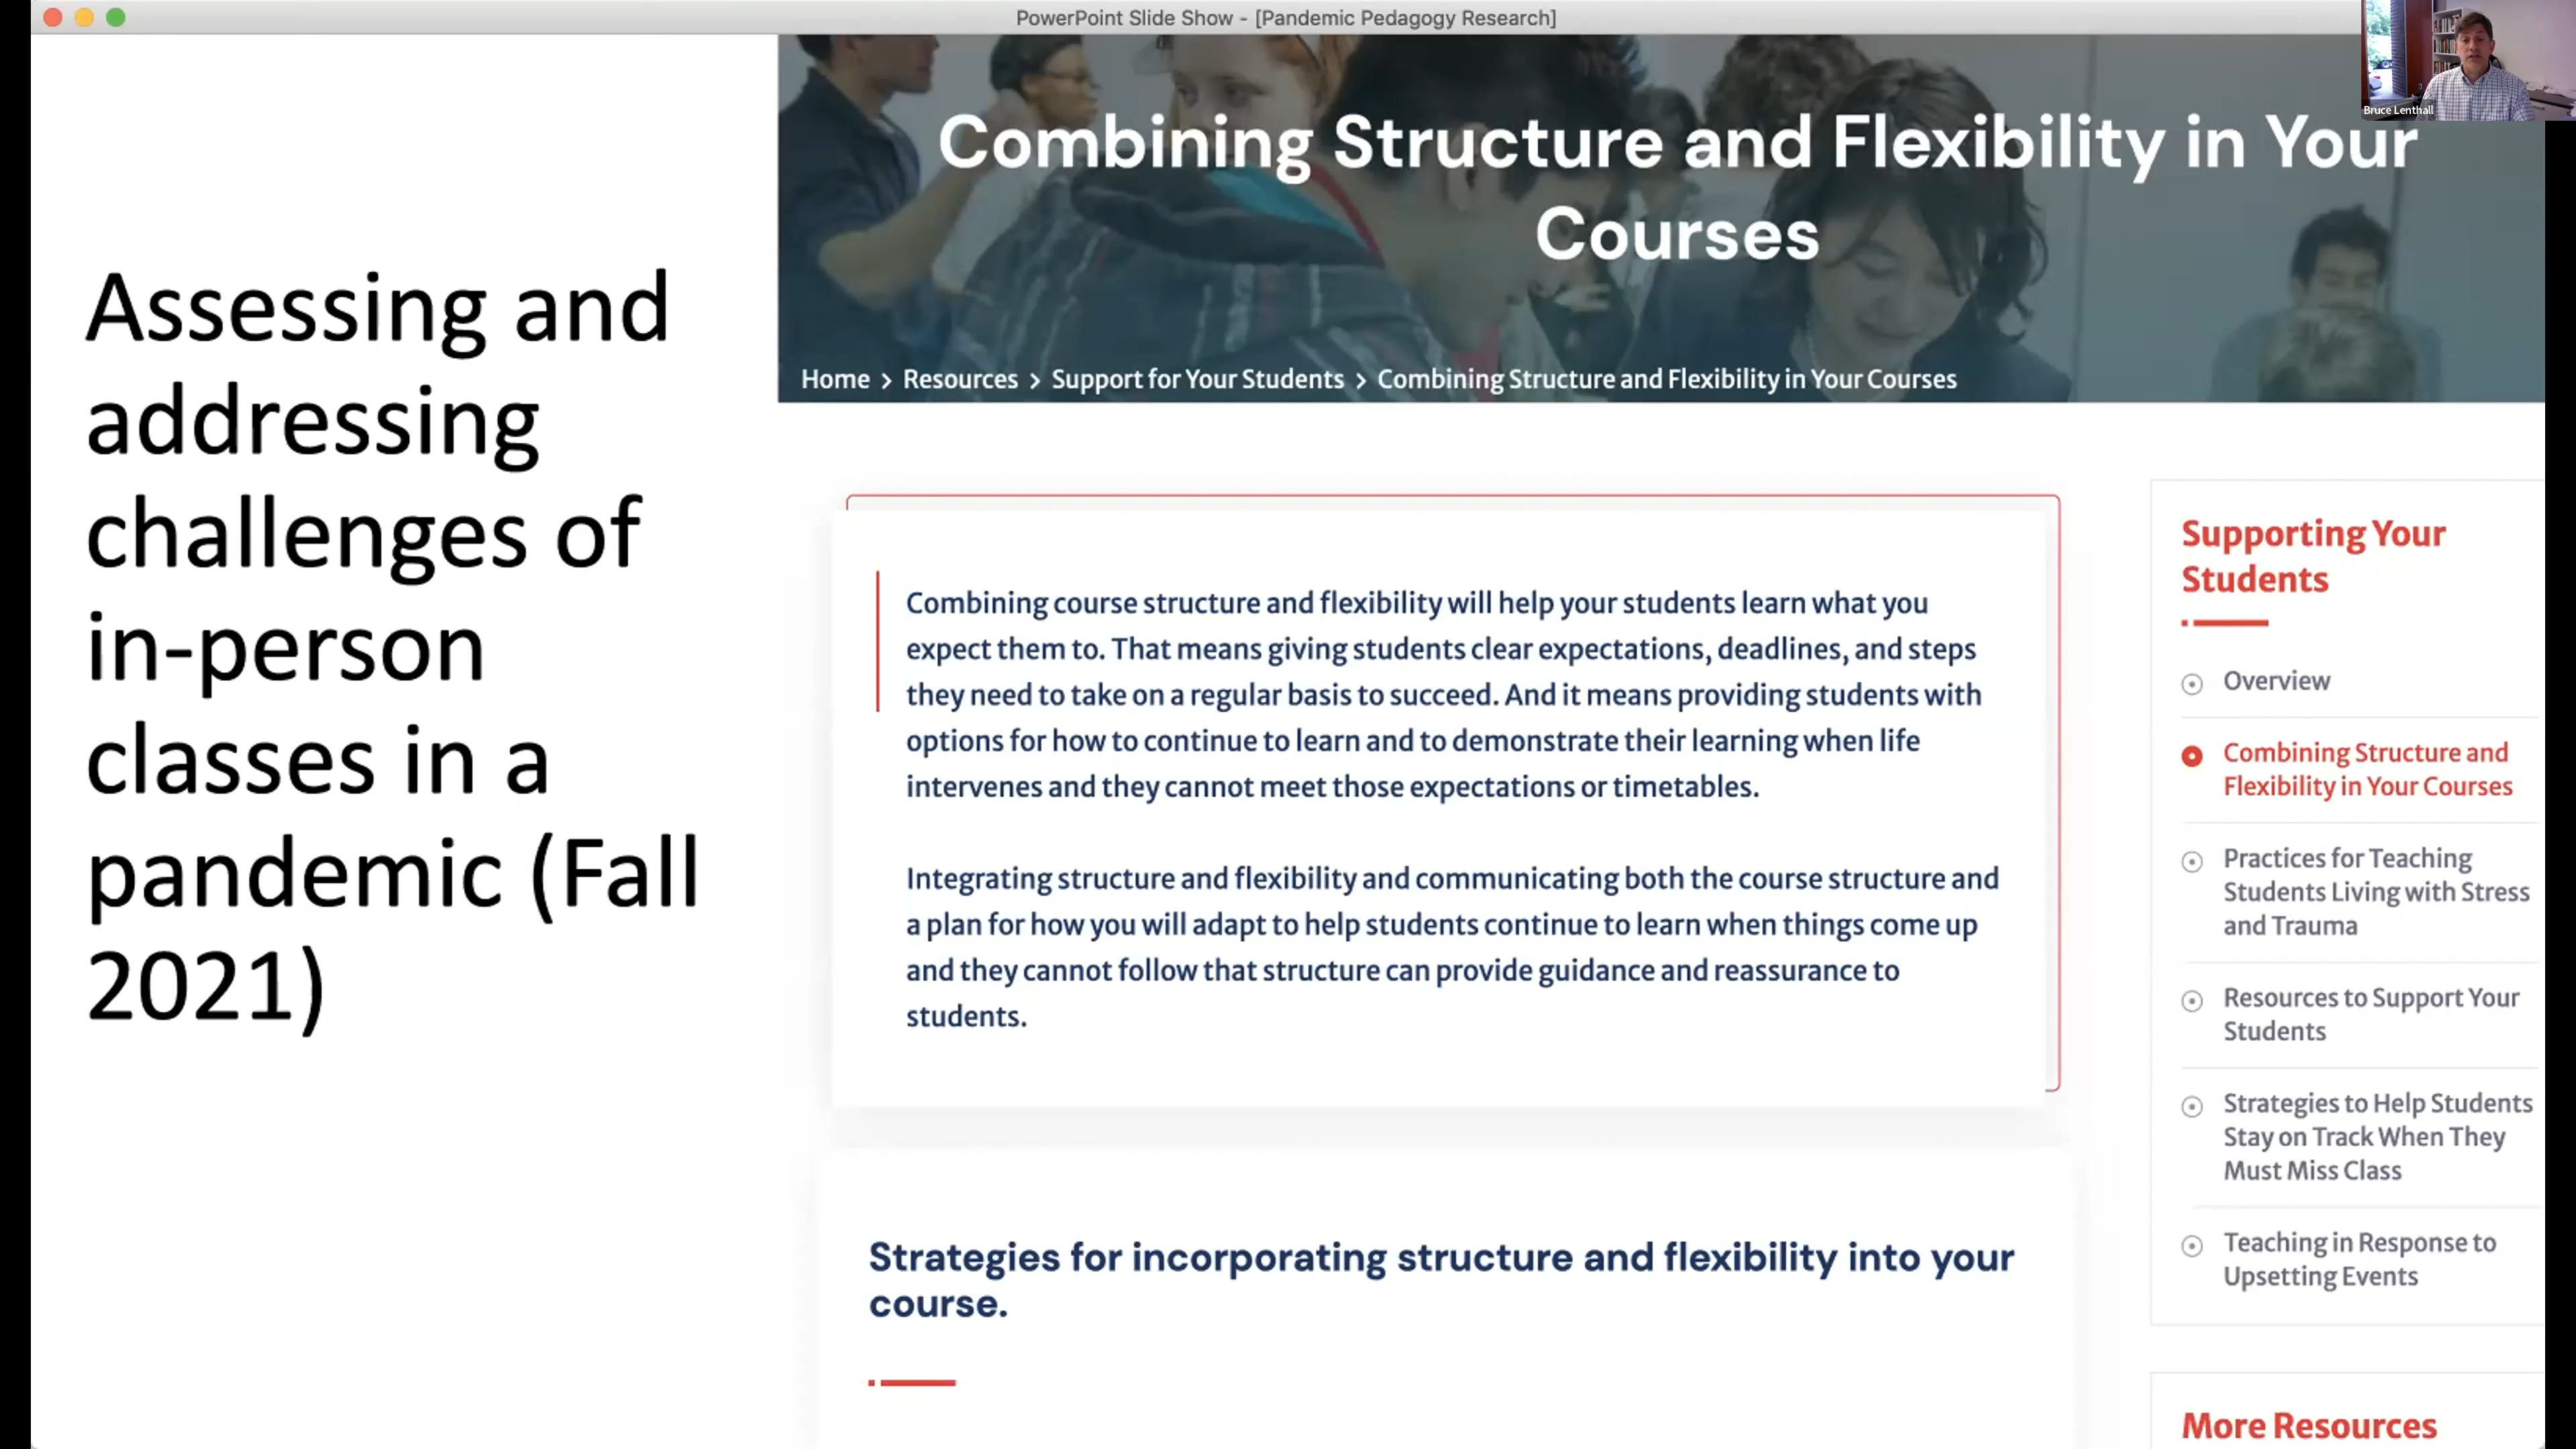 PowerPoint Slide Show - [Pandemic Pedagogy Research]
Bruce Lenthall
Assessing and
addressing
challenges of
in-person
classes in a
pandemic (Fall
2021)
Combining Structure and Flexibility in Your
Courses
Home > Resources > Support for Your Students > Combining Structure and Flexibility in Your Courses
Combining course structure and flexibility will help your students learn what you
expect them to. That means giving students clear expectations, deadlines, and steps
they need to take on a regular basis to succeed. And it means providing students with
options for how to continue to learn and to demonstrate their learning when life
intervenes and they cannot meet those expectations or timetables.
Integrating structure and flexibility and communicating both the course structure and
a plan for how you will adapt to help students continue to learn when things come up
and they cannot follow that structure can provide guidance and reassurance to
students.
Strategies for incorporating structure and flexibility into your
course.
Supporting Your
Students
Overview
Combining Structure and
Flexibility in Your Courses
Practices for Teaching
Students Living with Stress
and Trauma
Resources to Support Your
Students
Strategies to Help Students
Stay on Track When They
Must Miss Class
Teaching in Response to
Upsetting Events
More Resources